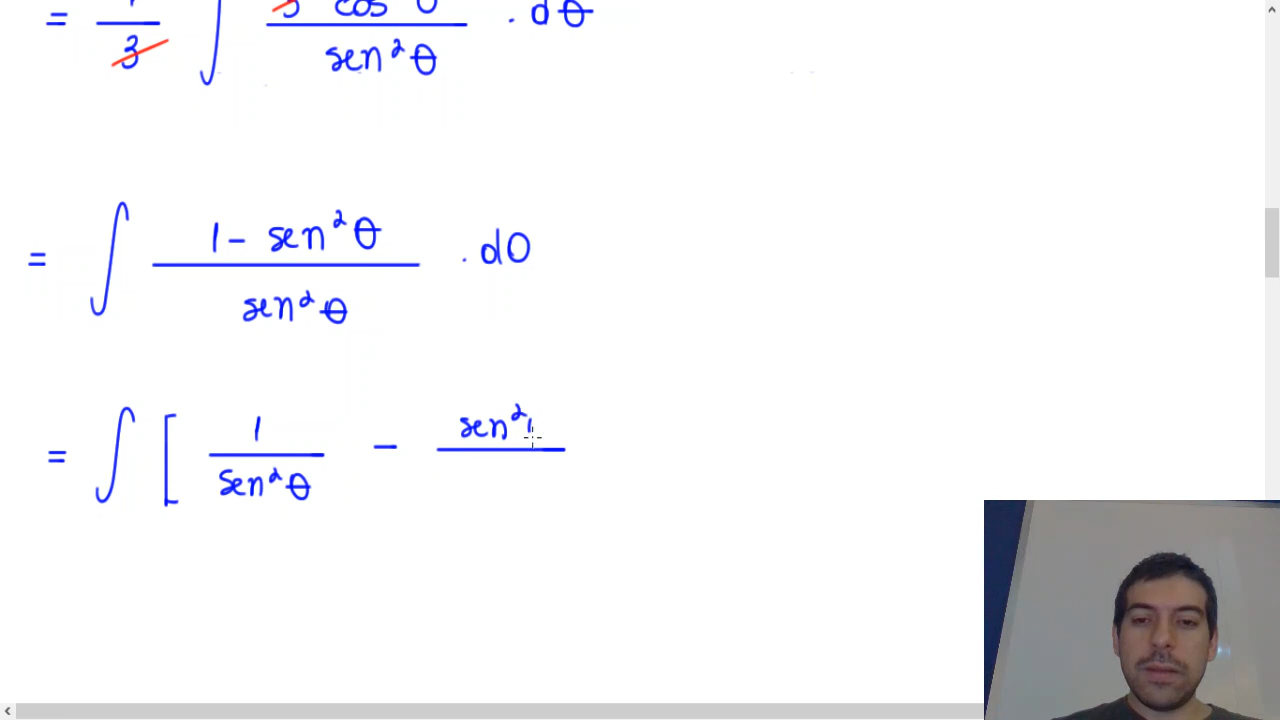 = 1/3 ∫ 3 cos θ / sen²θ . dθ
= ∫ 1 - sen²θ / sen²θ . dθ
= ∫ [ 1 / sen²θ - sen²